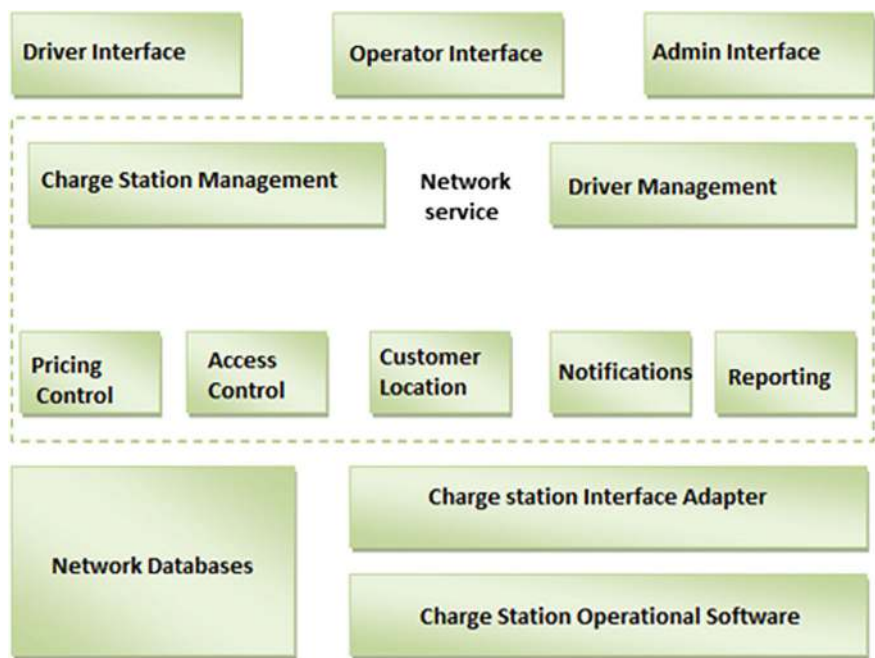 Driver Interface
Operator Interface
Admin Interface
Charge Station Management
Network
service
Driver Management
Pricing
Control
Access
Control
Customer
Location
Notifications
Reporting
Network Databases
Charge station Interface Adapter
Charge Station Operational Software